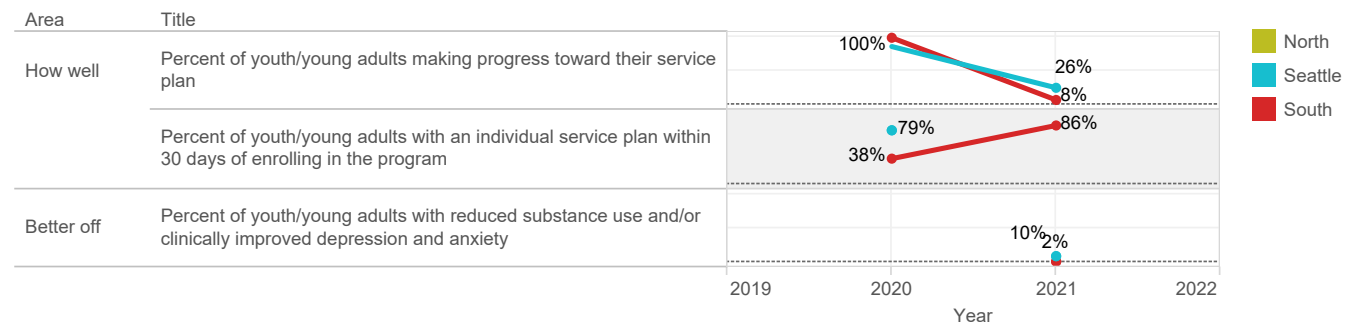 Area Title
How well
Percent of youth/young adults making progress toward their service
plan
100%
26%
8%
Percent of youth/young adults with an individual service plan within
30 days of enrolling in the program
79%
38%
86%
Better off
Percent of youth/young adults with reduced substance use and/or
clinically improved depression and anxiety
10%
2%
2019 2020 2021 2022
Year
North
Seattle
South